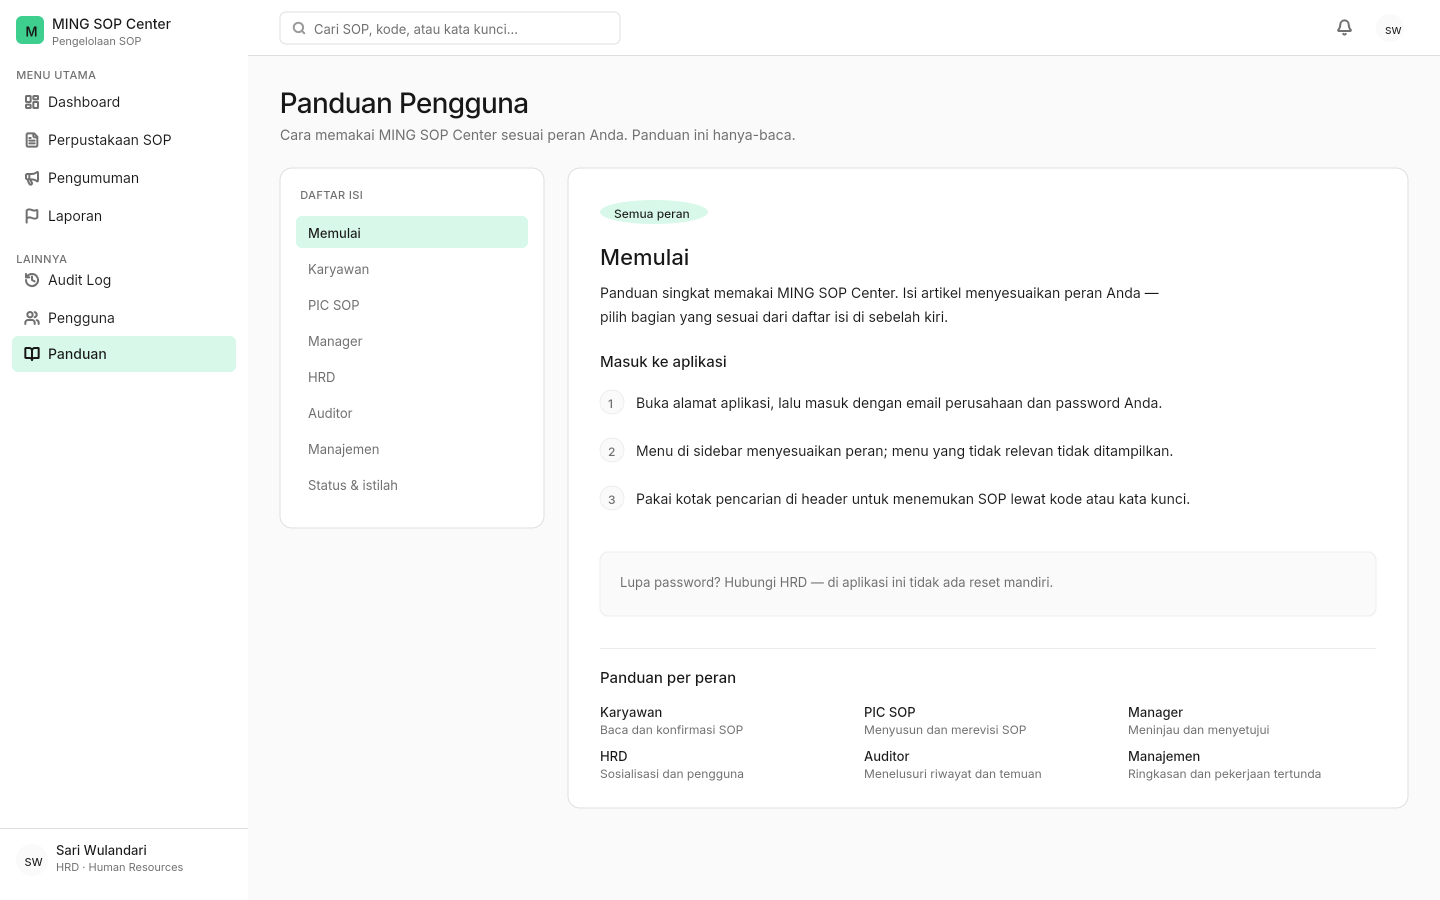 M
MING SOP Center
Pengelolaan SOP
MENU UTAMA
Dashboard
Perpustakaan SOP
Pengumuman
Laporan
LAINNYA
Audit Log
Pengguna
Panduan
SW
Sari Wulandari
HRD · Human Resources
Cari SOP, kode, atau kata kunci...
SW
Panduan Pengguna
Cara memakai MING SOP Center sesuai peran Anda. Panduan ini hanya-baca.
DAFTAR ISI
Memulai
Karyawan
PIC SOP
Manager
HRD
Auditor
Manajemen
Status & istilah
Semua peran
Memulai
Panduan singkat memakai MING SOP Center. Isi artikel menyesuaikan peran Anda —
pilih bagian yang sesuai dari daftar isi di sebelah kiri.
Masuk ke aplikasi
1 Buka alamat aplikasi, lalu masuk dengan email perusahaan dan password Anda.
2 Menu di sidebar menyesuaikan peran; menu yang tidak relevan tidak ditampilkan.
3 Pakai kotak pencarian di header untuk menemukan SOP lewat kode atau kata kunci.
Lupa password? Hubungi HRD — di aplikasi ini tidak ada reset mandiri.
Panduan per peran
Karyawan
Baca dan konfirmasi SOP
PIC SOP
Menyusun dan merevisi SOP
Manager
Meninjau dan menyetujui
HRD
Sosialisasi dan pengguna
Auditor
Menelusuri riwayat dan temuan
Manajemen
Ringkasan dan pekerjaan tertunda